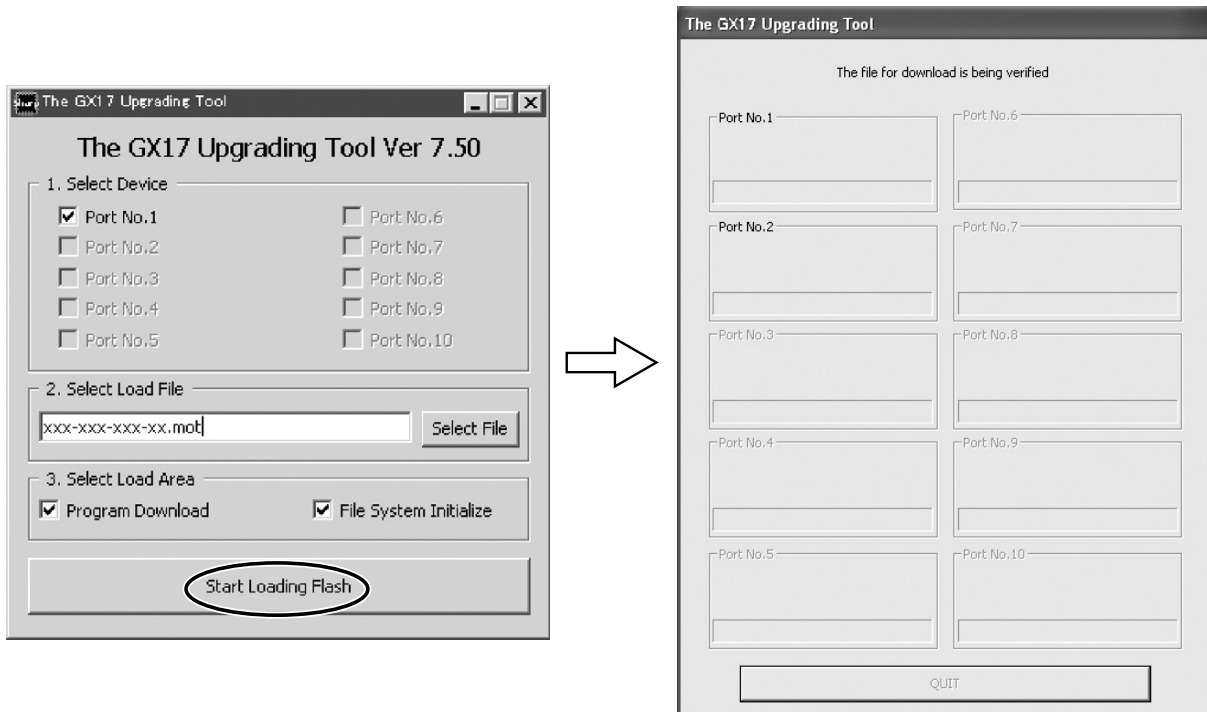 The GX17 Upgrading Tool
The GX17 Upgrading Tool Ver 7.50
1. Select Device
Port No.1
Port No.6
Port No.2
Port No.7
Port No.3
Port No.8
Port No.4
Port No.9
Port No.5
Port No.10
2. Select Load File
xxx-xxx-xxx-xx.mot
Select File
3. Select Load Area
Program Download
File System Initialize
Start Loading Flash
The GX17 Upgrading Tool
The file for download is being verified
Port No.1
Port No.6
Port No.2
Port No.7
Port No.3
Port No.8
Port No.4
Port No.9
Port No.5
Port No.10
QUIT